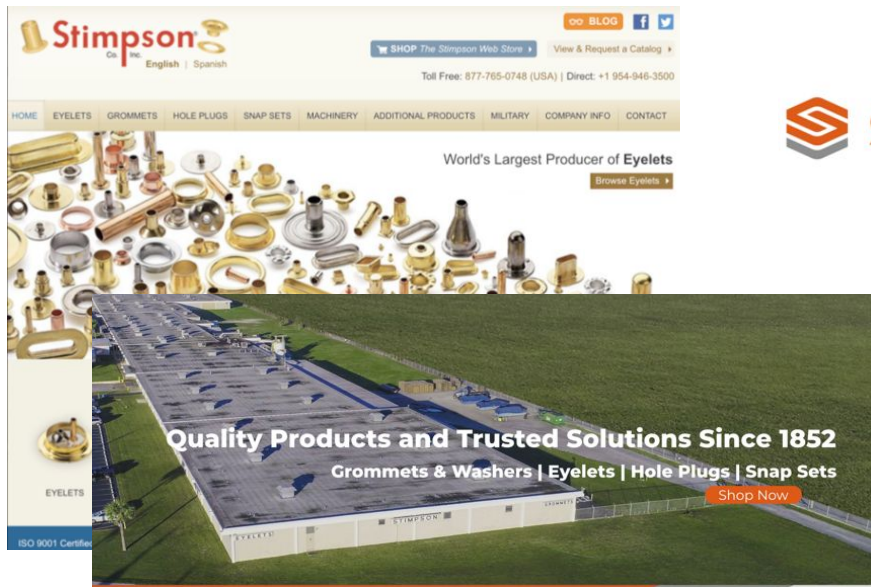 Stimpson
Co. Inc.
English | Spanish
BLOG
SHOP The Stimpson Web Store
View & Request a Catalog
Toll Free: 877-765-0748 (USA) | Direct: +1 954-946-3500
HOME EYELETS GROMMETS HOLE PLUGS SNAP SETS MACHINERY ADDITIONAL PRODUCTS MILITARY COMPANY INFO CONTACT
World's Largest Producer of Eyelets
Browse Eyelets
Quality Products and Trusted Solutions Since 1852
Grommets & Washers | Eyelets | Hole Plugs | Snap Sets
Shop Now
EYELETS
GROMMETS
STIMPSON
EYELETS
ISO 9001 Certified